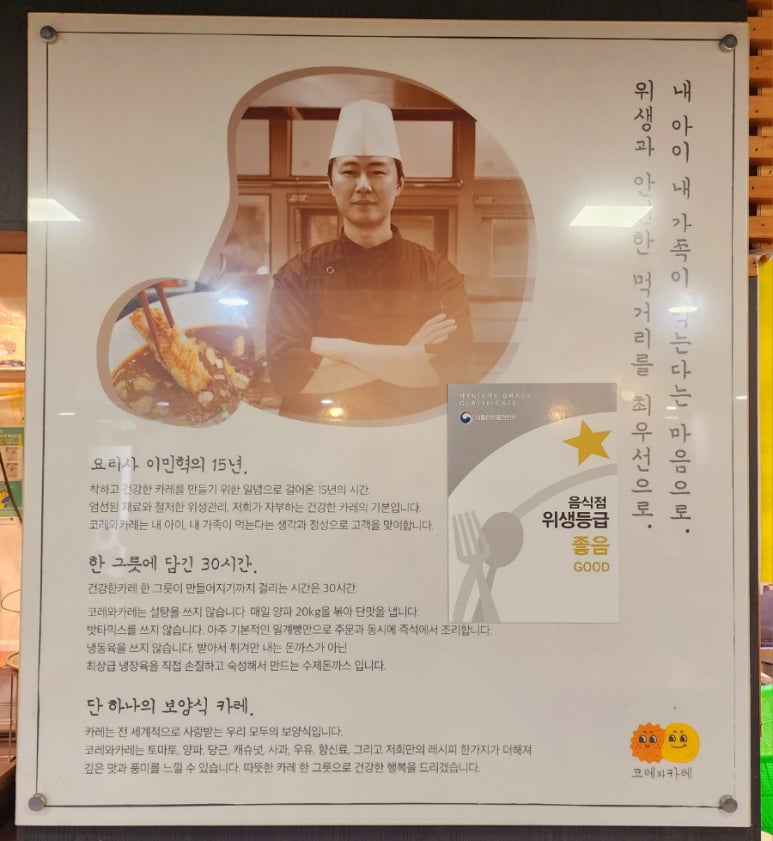 내 아이 내 가족이 먹는다는 마음으로.
위생과 안전한 먹거리를 최우선으로.
HYGIENE GRADE
CERTIFICATE
식품의약품안전처
음식점
위생등급
좋음
GOOD
요리사 이민혁의 15년.
착하고 건강한 카레를 만들기 위한 일념으로 걸어온 15년의 시간.
엄선된 재료와 철저한 위생관리, 저희가 자부하는 건강한 카레의 기본입니다.
코레와카레는 내 아이, 내 가족이 먹는다는 생각과 정성으로 고객을 맞이합니다.
한 그릇에 담긴 30시간.
건강한카레 한 그릇이 만들어지기까지 걸리는 시간은 30시간.
코레와카레는 설탕을 쓰지 않습니다. 매일 양파 20kg을 볶아 단맛을 냅니다.
밧타믹스를 쓰지 않습니다. 아주 기본적인 밀계빵만으로 주문과 동시에 즉석에서 조리합니다.
냉동육을 쓰지 않습니다. 받아서 튀겨만 내는 돈까스가 아닌
최상급 냉장육을 직접 손질하고 숙성해서 만드는 수제돈까스 입니다.
단 하나의 보양식 카레.
카레는 전 세계적으로 사랑받는 우리 모두의 보양식입니다.
코레와카레는 토마토, 양파, 당근, 캐슈넛, 사과, 우유, 향신료, 그리고 저희만의 레시피 한가지가 더해져
깊은 맛과 풍미를 느낄 수 있습니다. 따뜻한 카레 한 그릇으로 건강한 행복을 드리겠습니다.
코레와카레